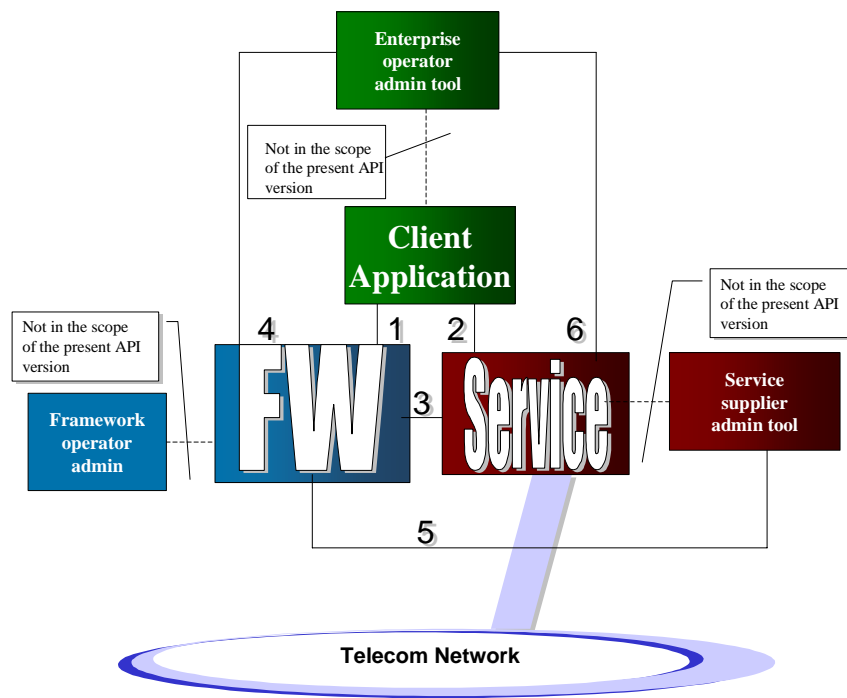 Enterprise
operator
admin tool
Not in the scope
of the present API
version
Client
Application
Not in the scope
of the present API
version
Not in the scope
of the present API
version
4
1
2
6
FW
3
Service
Framework
operator
admin
Service
supplier
admin tool
5
Telecom Network